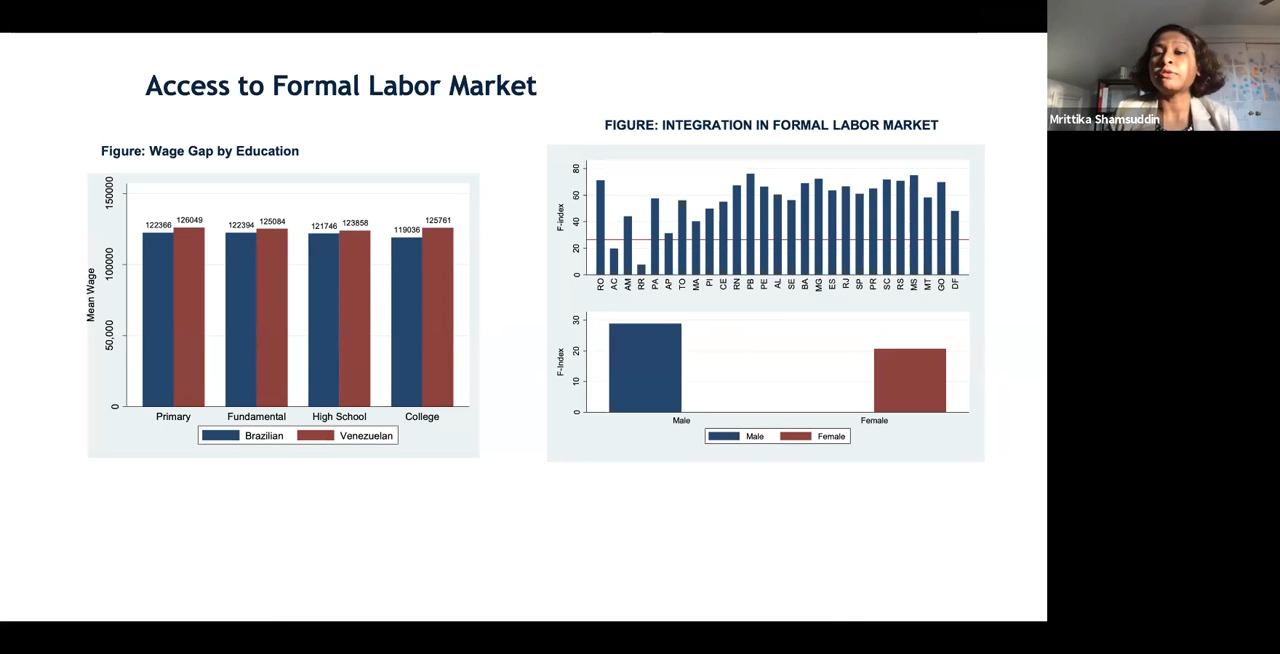 Access to Formal Labor Market
Figure: Wage Gap by Education
Mean Wage
150000
100000
50,000
0
122366 126049
122394 125084
121746 123858
119036 125761
Primary Fundamental High School College
Brazilian Venezuelan
FIGURE: INTEGRATION IN FORMAL LABOR MARKET
F-index
80
60
40
20
0
RO AC AM RR PA AP TO MA PI CE RN PB PE AL SE BA MG ES RJ SP PR SC RS MS MT GO DF
F-Index
30
20
10
0
Male Female
Male Female
Mrittika Shamsuddin